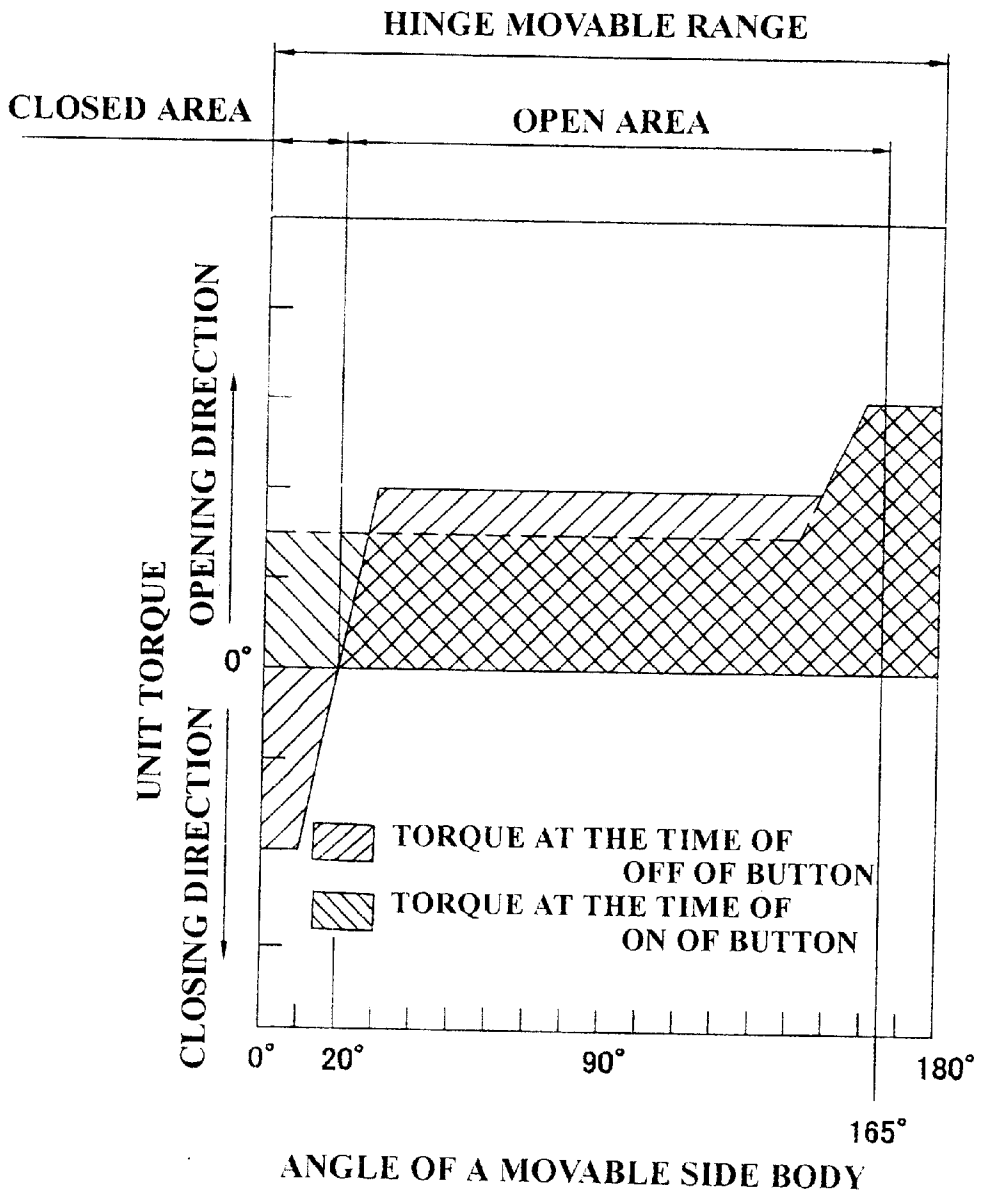 HINGE MOVABLE RANGE
CLOSED AREA
OPEN AREA
UNIT TORQUE
OPENING DIRECTION
CLOSING DIRECTION
0°
TORQUE AT THE TIME OF
OFF OF BUTTON
TORQUE AT THE TIME OF
ON OF BUTTON
0°
20°
90°
180°
165°
ANGLE OF A MOVABLE SIDE BODY